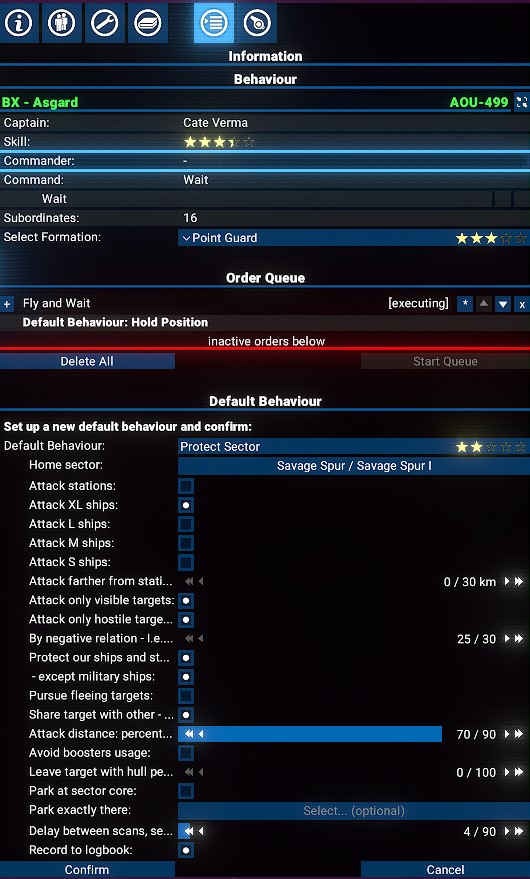 Information
Behaviour
BX - Asgard AOU-499
Captain: Cate Verma
Skill:
Commander: -
Command: Wait
Wait
Subordinates: 16
Select Formation: Point Guard
Order Queue
+ Fly and Wait [executing] * x
Default Behaviour: Hold Position
inactive orders below
Delete All Start Queue
Default Behaviour
Set up a new default behaviour and confirm:
Default Behaviour: Protect Sector
Home sector: Savage Spur / Savage Spur I
Attack stations:
Attack XL ships:
Attack L ships:
Attack M ships:
Attack S ships:
Attack farther from stati... 0 / 30 km
Attack only visible targets:
Attack only hostile targe...
By negative relation - I.e.... 25 / 30
Protect our ships and st...
- except military ships:
Pursue fleeing targets:
Share target with other - ...
Attack distance: percent... 70 / 90
Avoid boosters usage:
Leave target with hull pe... 0 / 100
Park at sector core:
Park exactly there: Select... (optional)
Delay between scans, se... 4 / 90
Record to logbook:
Confirm Cancel